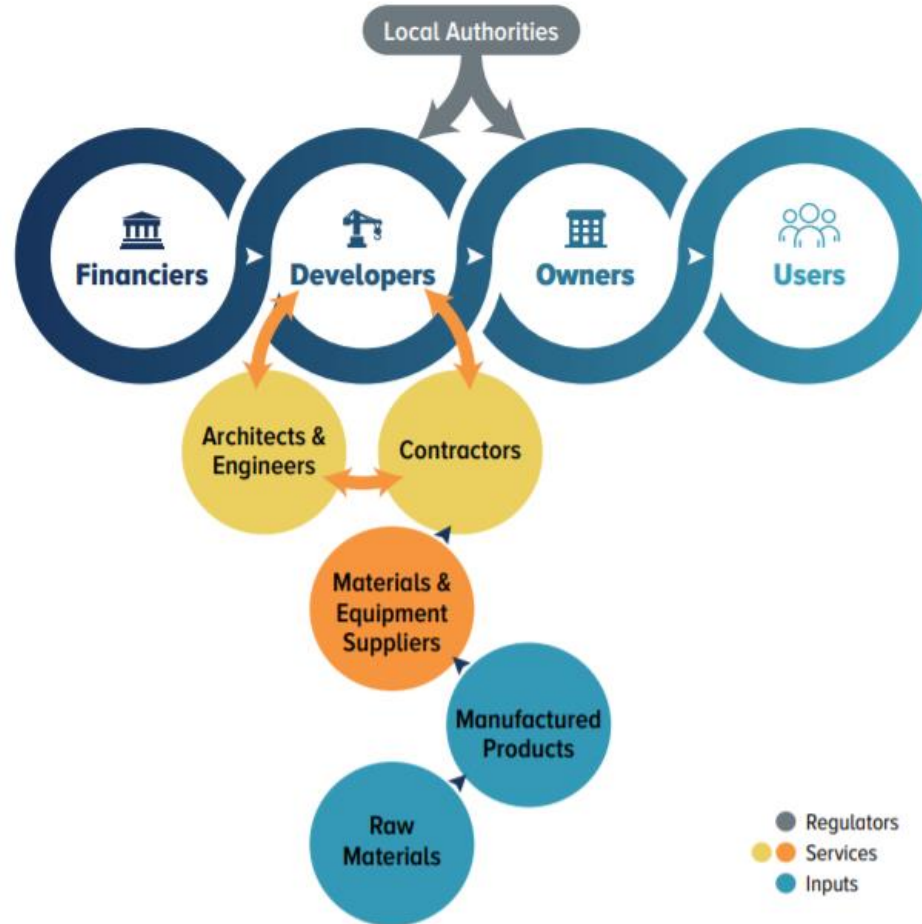 Local Authorities
Financiers
Developers
Owners
Users
Architects &
Engineers
Contractors
Materials &
Equipment
Suppliers
Manufactured
Products
Raw
Materials
Regulators
Services
Inputs